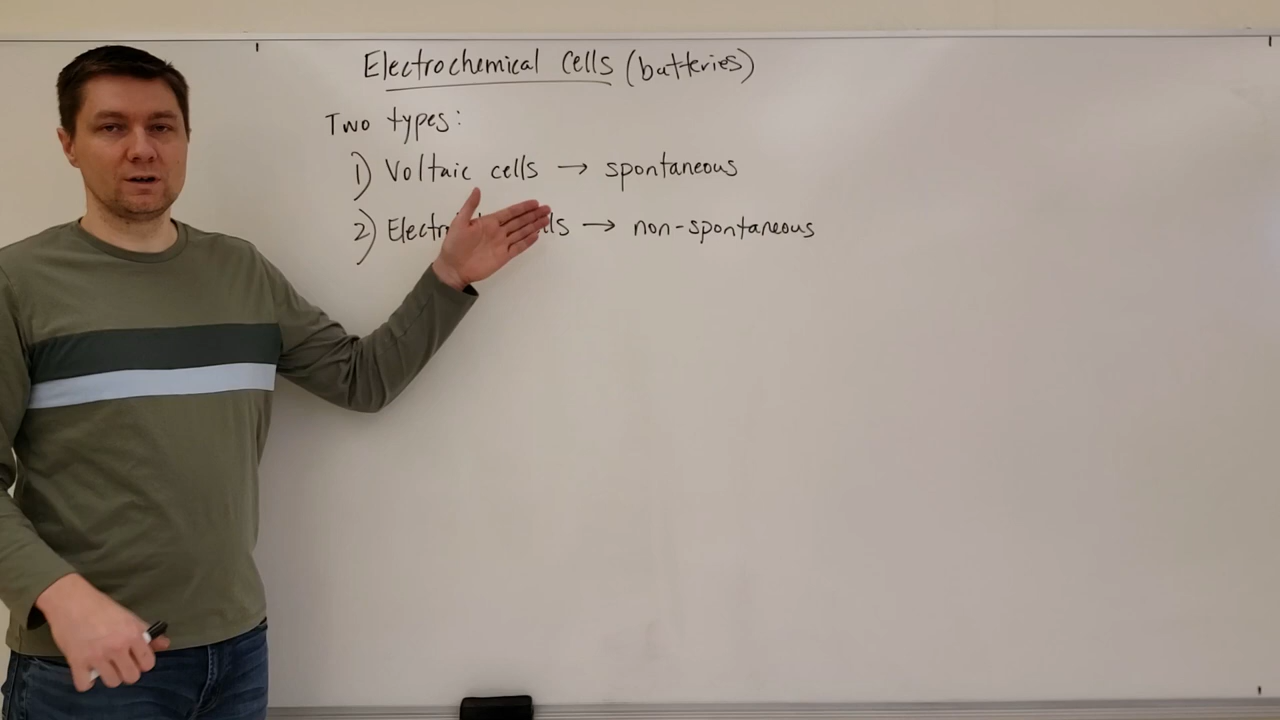 Electrochemical Cells (batteries)
Two types:
1) Voltaic cells → spontaneous
2) → non-spontaneous